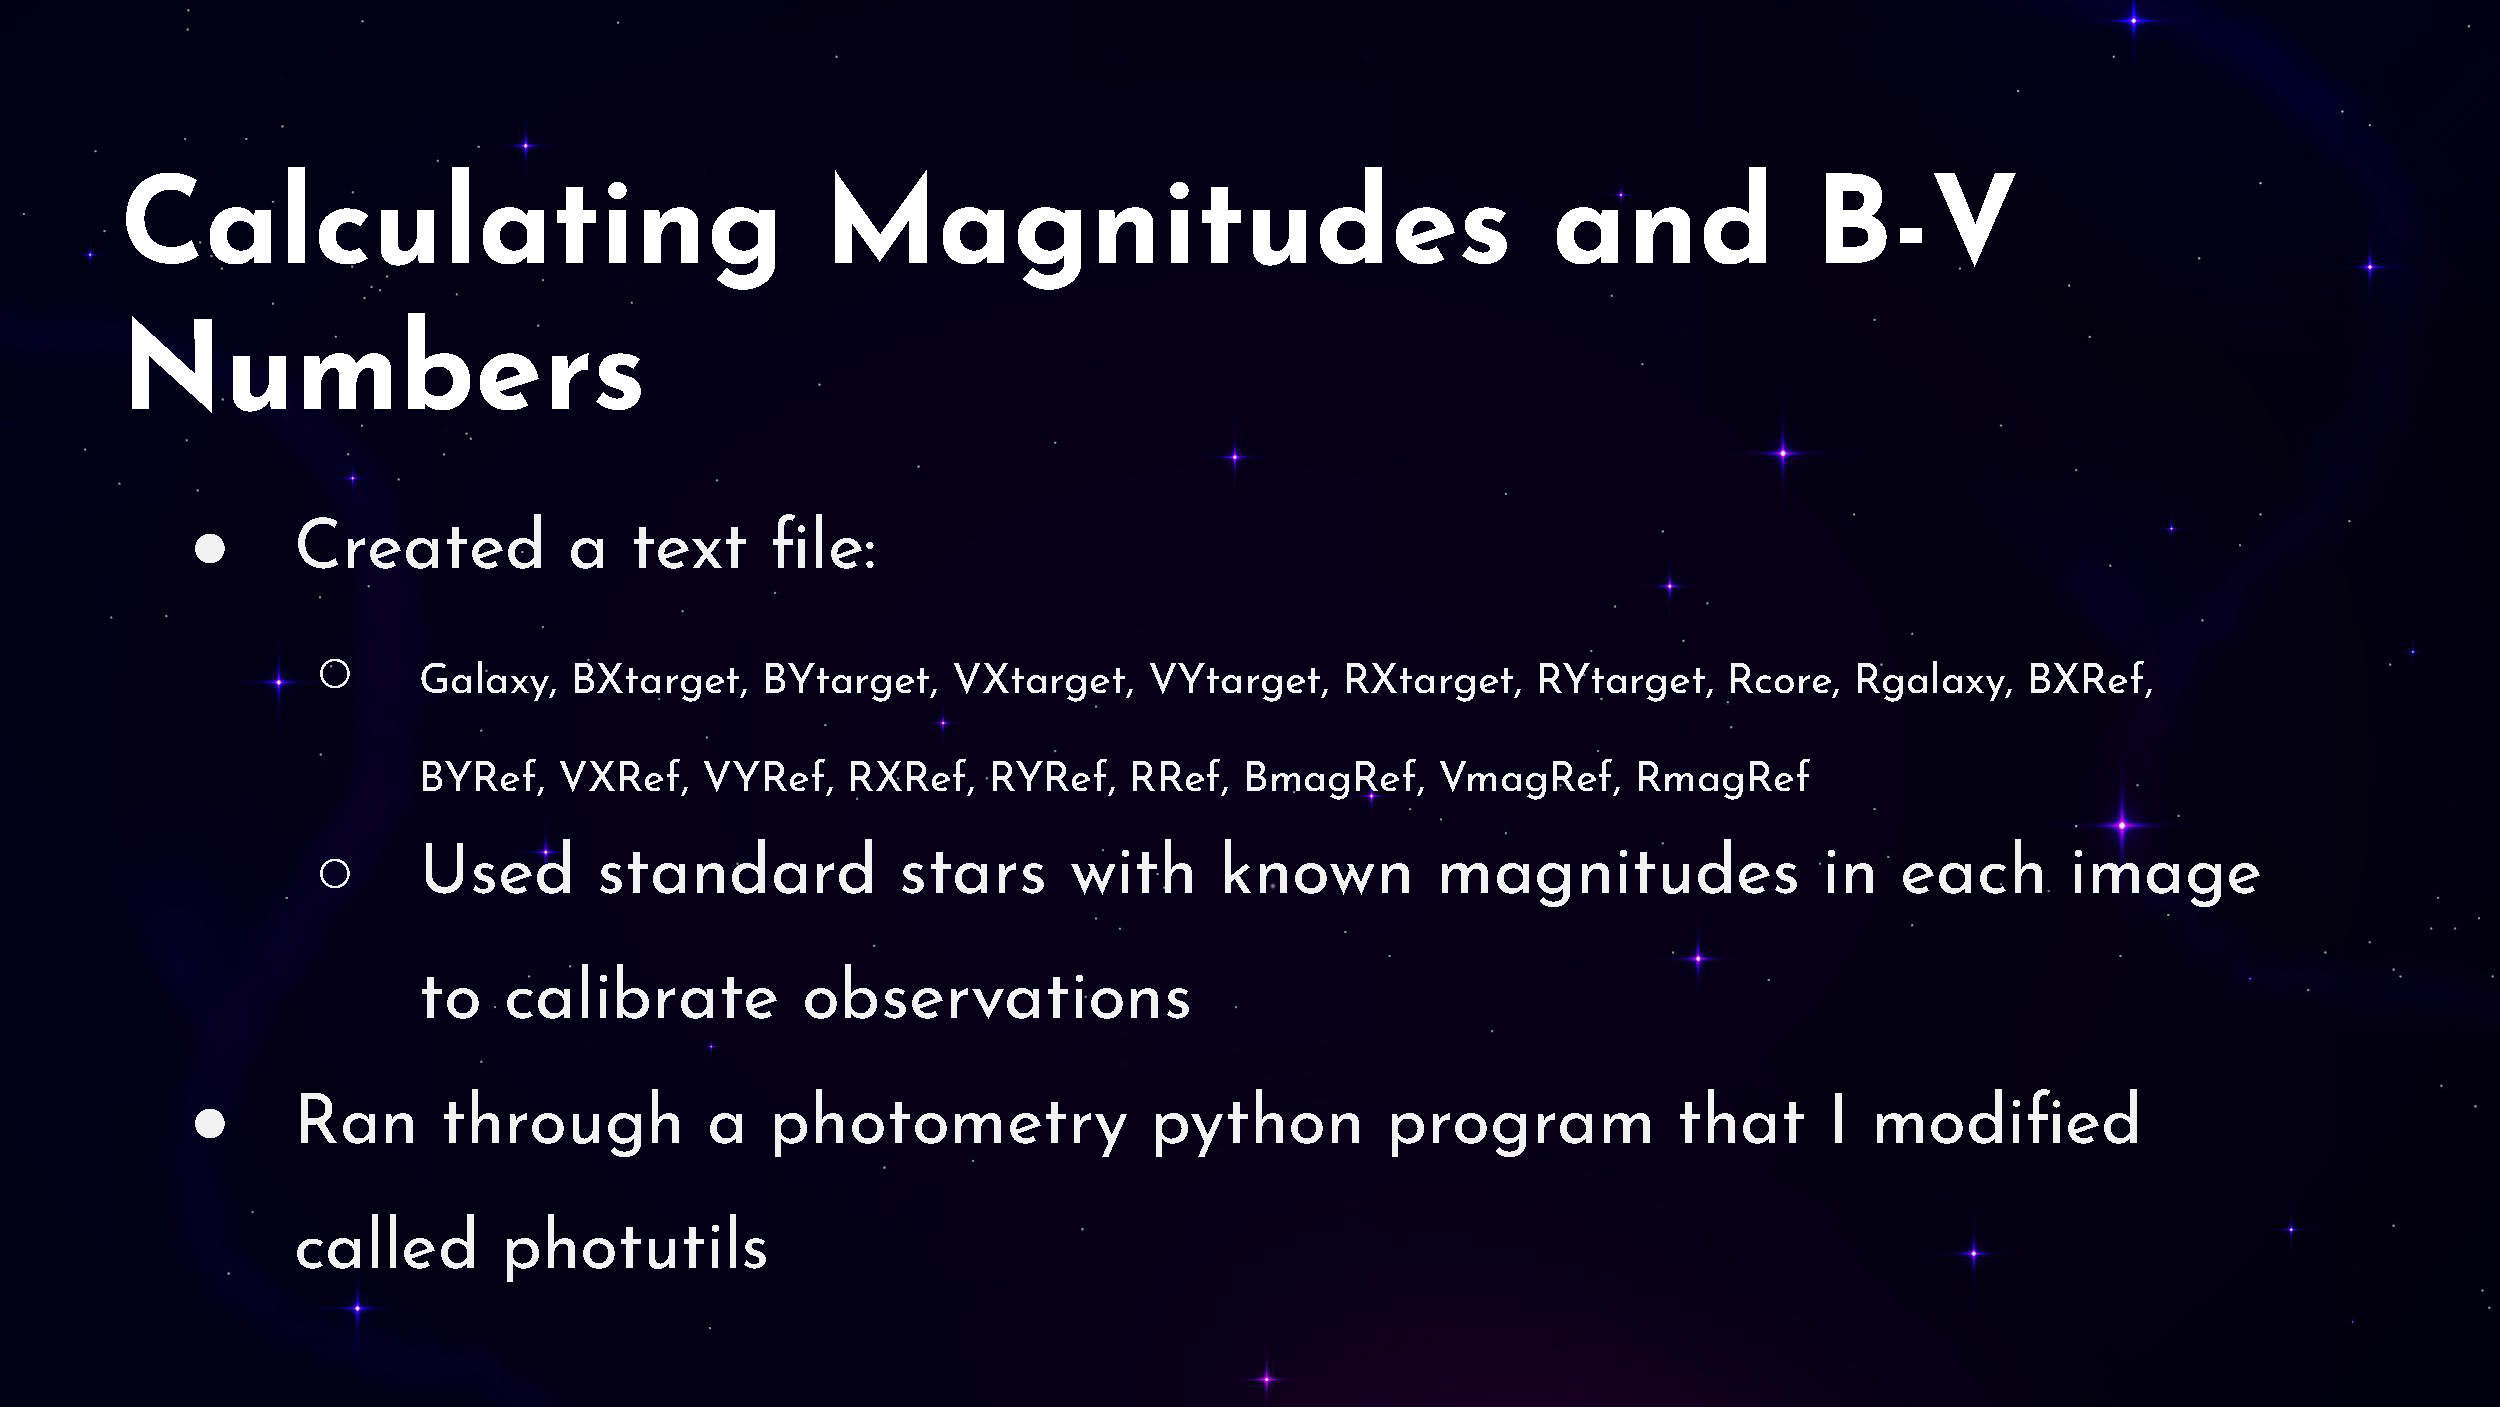 Calculating Magnitudes and B-V
Numbers
● Created a text file:
○ Galaxy, BXtarget, BYtarget, VXtarget, VYtarget, RXtarget, RYtarget, Rcore, Rgalaxy, BXRef,
BYRef, VXRef, VYRef, RXRef, RYRef, RRef, BmagRef, VmagRef, RmagRef
○ Used standard stars with known magnitudes in each image
to calibrate observations
● Ran through a photometry python program that I modified
called photutils